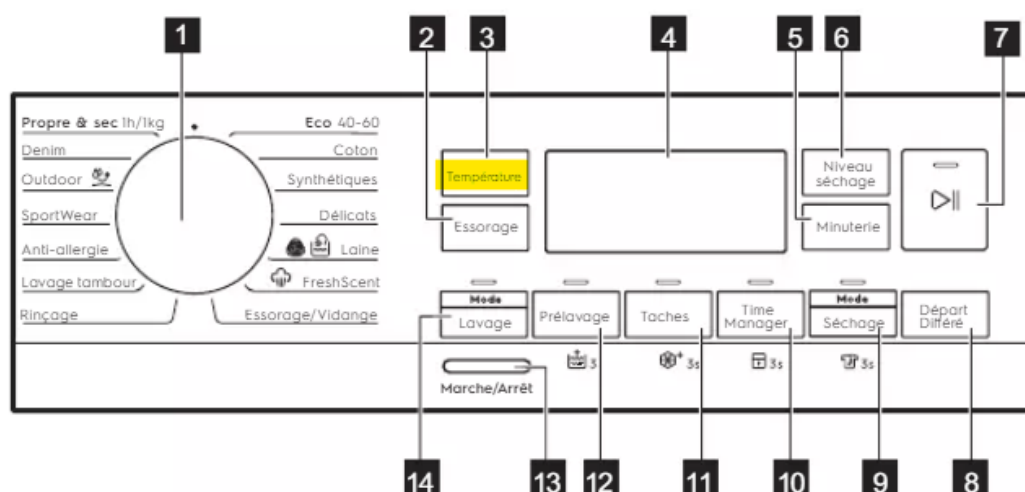 1
2
3
4
5
6
7
Propre & sec 1h/1kg
Denim
Outdoor
SportWear
Anti-allergie
Lavage tambour
Rinçage
Eco 40-60
Coton
Synthétiques
Délicats
Laine
FreshScent
Essorage/Vidange
Température
Essorage
Niveau
séchage
Minuterie
Mode
Lavage
Prélavage
Taches
Time
Manager
Mode
Séchage
Départ
Différé
3
3s
3s
3s
Marche/Arrêt
14
13
12
11
10
9
8